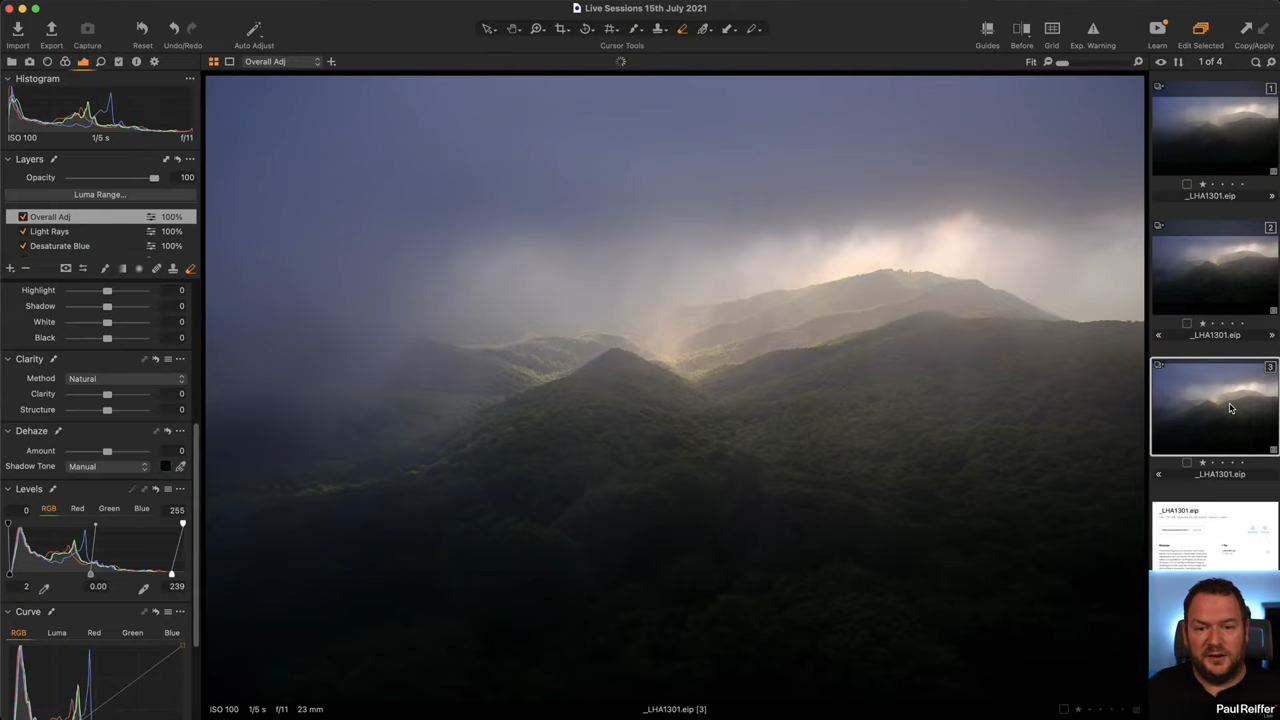 Live Sessions 15th July 2021
Import
Export
Capture
Reset
Undo/Redo
Auto Adjust
Cursor Tools
Guides
Before
Grid
Exp. Warning
Learn
Edit Selected
Copy/Apply
Overall Adj
Fit
1 of 4
Histogram
ISO 100
1/5 s
f/11
Layers
Opacity
100
Luma Range...
Overall Adj 100%
Light Rays 100%
Desaturate Blue 100%
Highlight 0
Shadow 0
White 0
Black 0
Clarity
Method Natural
Clarity 0
Structure 0
Dehaze
Amount 0
Shadow Tone Manual
Levels
0 RGB Red Green Blue 255
2 0.00 239
Curve
RGB Luma Red Green Blue
ISO 100 1/5 s f/11 23 mm
_LHA1301.eip [3]
1
_LHA1301.eip
2
_LHA1301.eip
3
_LHA1301.eip
_LHA1301.eip
Paul Reiffer
Live